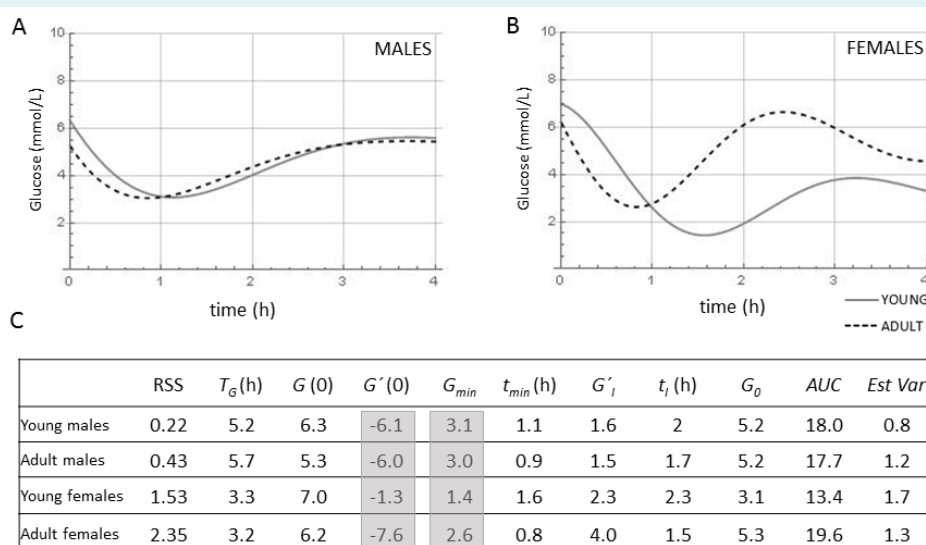 A
MALES
Glucose (mmol/L)
10
8
6
4
2
0 1 2 3 4
time (h)
B
FEMALES
Glucose (mmol/L)
10
8
6
4
2
0 1 2 3 4
time (h)
YOUNG
ADULT
C
RSS T_G (h) G (0) G´ (0) G_min t_min (h) G´_I t_I (h) G_0 AUC Est Var
Young males 0.22 5.2 6.3 -6.1 3.1 1.1 1.6 2 5.2 18.0 0.8
Adult males 0.43 5.7 5.3 -6.0 3.0 0.9 1.5 1.7 5.2 17.7 1.2
Young females 1.53 3.3 7.0 -1.3 1.4 1.6 2.3 2.3 3.1 13.4 1.7
Adult females 2.35 3.2 6.2 -7.6 2.6 0.8 4.0 1.5 5.3 19.6 1.3